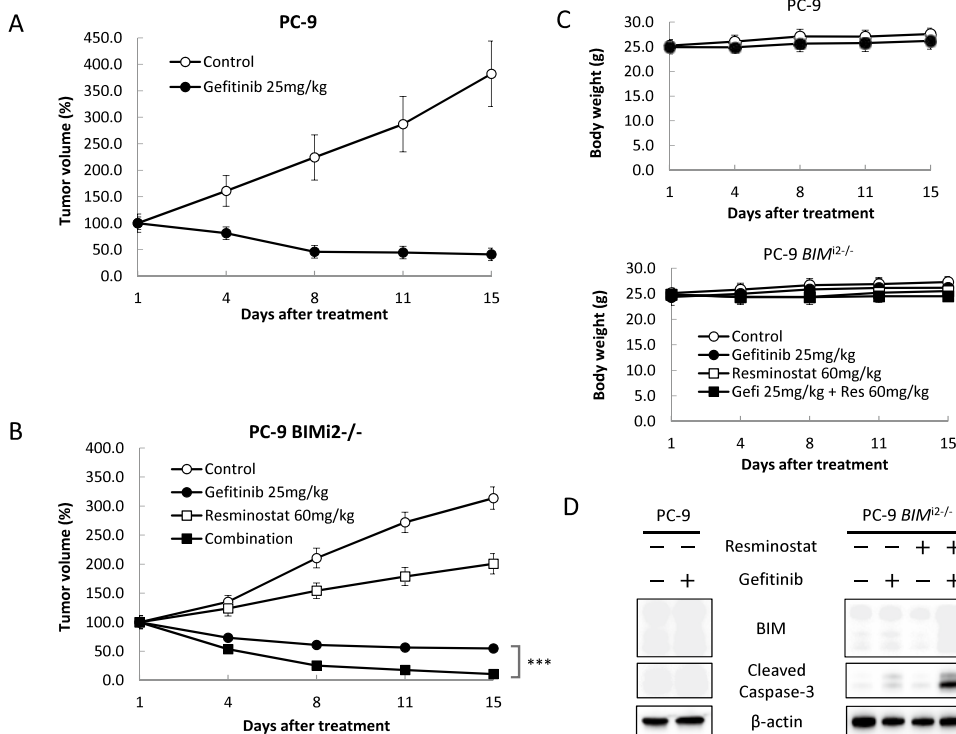 A
PC-9
450.0
400.0
350.0
300.0
250.0
200.0
150.0
100.0
50.0
0.0
Tumor volume (%)
Control
Gefitinib 25mg/kg
1 4 8 11 15
Days after treatment
B
PC-9 BIMi2-/-
400.0
350.0
300.0
250.0
200.0
150.0
100.0
50.0
0.0
Tumor volume (%)
Control
Gefitinib 25mg/kg
Resminostat 60mg/kg
Combination
***
1 4 8 11 15
Days after treatment
C
PC-9
30.0
25.0
20.0
15.0
10.0
5.0
0.0
Body weight (g)
1 4 8 11 15
Days after treatment
PC-9 BIMi2-/-
30.0
25.0
20.0
15.0
10.0
5.0
0.0
Body weight (g)
Control
Gefitinib 25mg/kg
Resminostat 60mg/kg
Gefi 25mg/kg + Res 60mg/kg
1 4 8 11 15
Days after treatment
D
PC-9 PC-9 BIMi2-/-
− − Resminostat − − + +
− + Gefitinib − + − +
BIM
Cleaved
Caspase-3
β-actin